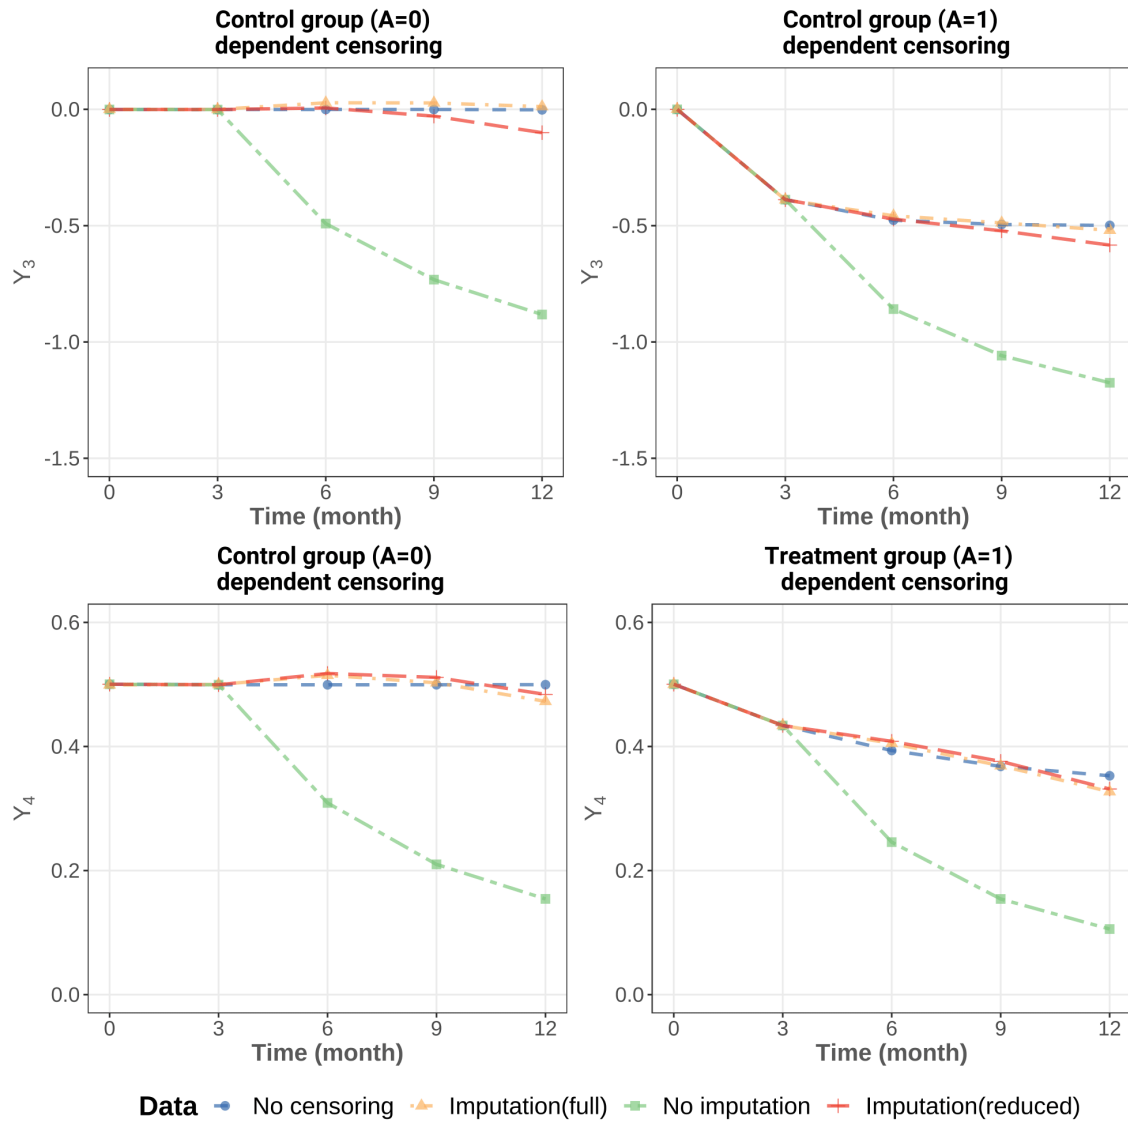 Control group (A=0)
dependent censoring
Control group (A=1)
dependent censoring
Y3
0.0
-0.5
-1.0
-1.5
0 3 6 9 12
Time (month)
Y3
0.0
-0.5
-1.0
-1.5
0 3 6 9 12
Time (month)
Control group (A=0)
dependent censoring
Treatment group (A=1)
dependent censoring
Y4
0.6
0.4
0.2
0.0
0 3 6 9 12
Time (month)
Y4
0.6
0.4
0.2
0.0
0 3 6 9 12
Time (month)
Data No censoring Imputation(full) No imputation Imputation(reduced)